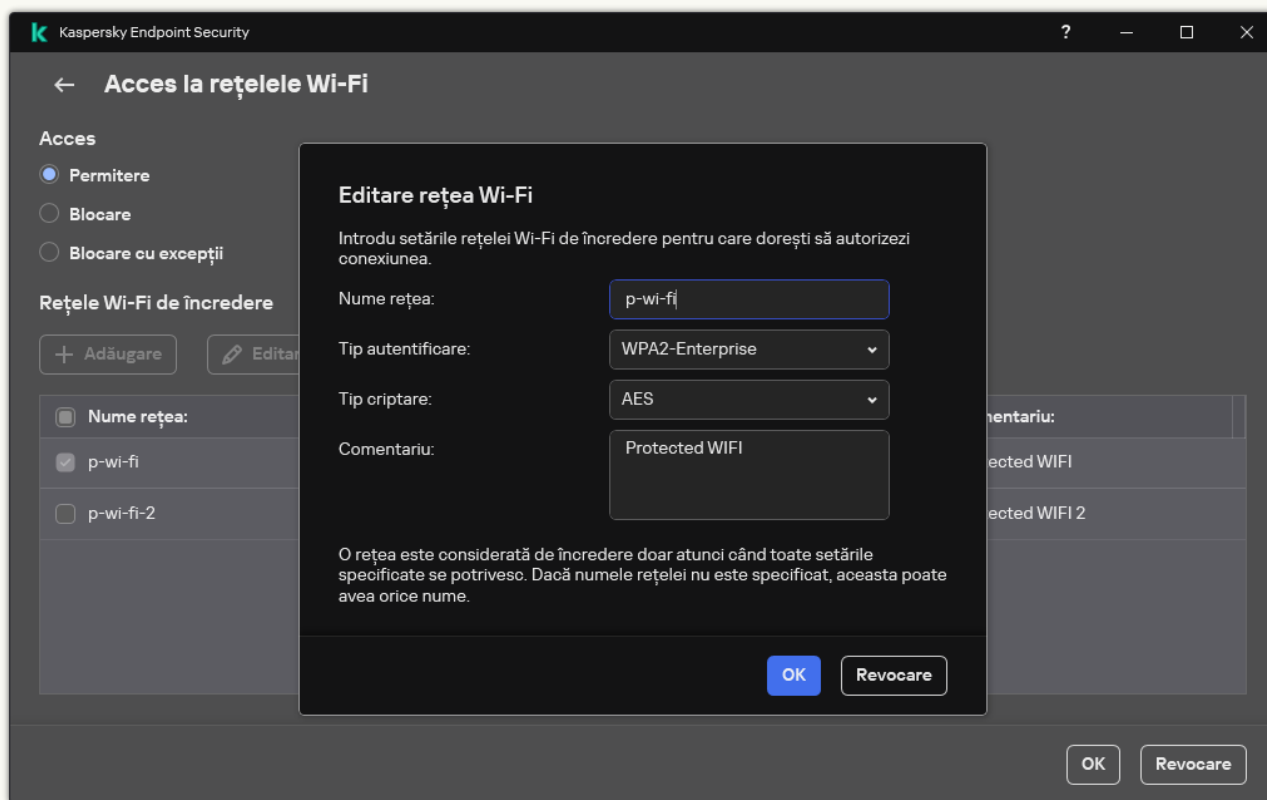 Kaspersky Endpoint Security
?
Acces la rețelele Wi-Fi
Acces
Permitere
Blocare
Blocare cu excepții
Rețele Wi-Fi de încredere
Adăugare
Editar
Nume rețea:
mentariu:
p-wi-fi
ected WIFI
p-wi-fi-2
ected WIFI 2
Editare rețea Wi-Fi
Introdu setările rețelei Wi-Fi de încredere pentru care dorești să autorizezi
conexiunea.
Nume rețea:
p-wi-fi
Tip autentificare:
WPA2-Enterprise
Tip criptare:
AES
Comentariu:
Protected WIFI
O rețea este considerată de încredere doar atunci când toate setările
specificate se potrivesc. Dacă numele rețelei nu este specificat, aceasta poate
avea orice nume.
OK
Revocare
OK
Revocare